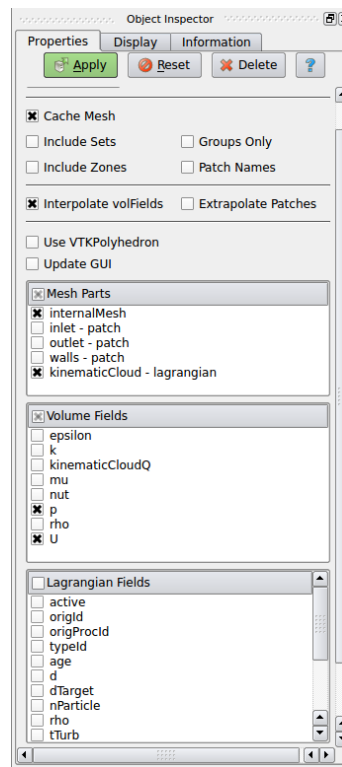 Object Inspector
Properties Display Information
Apply Reset Delete ?
Cache Mesh
Include Sets Groups Only
Include Zones Patch Names
Interpolate volFields Extrapolate Patches
Use VTKPolyhedron
Update GUI
Mesh Parts
internalMesh
inlet - patch
outlet - patch
walls - patch
kinematicCloud - lagrangian
Volume Fields
epsilon
k
kinematicCloudQ
mu
nut
p
rho
U
Lagrangian Fields
active
origId
origProcId
typeId
age
d
dTarget
nParticle
rho
tTurb